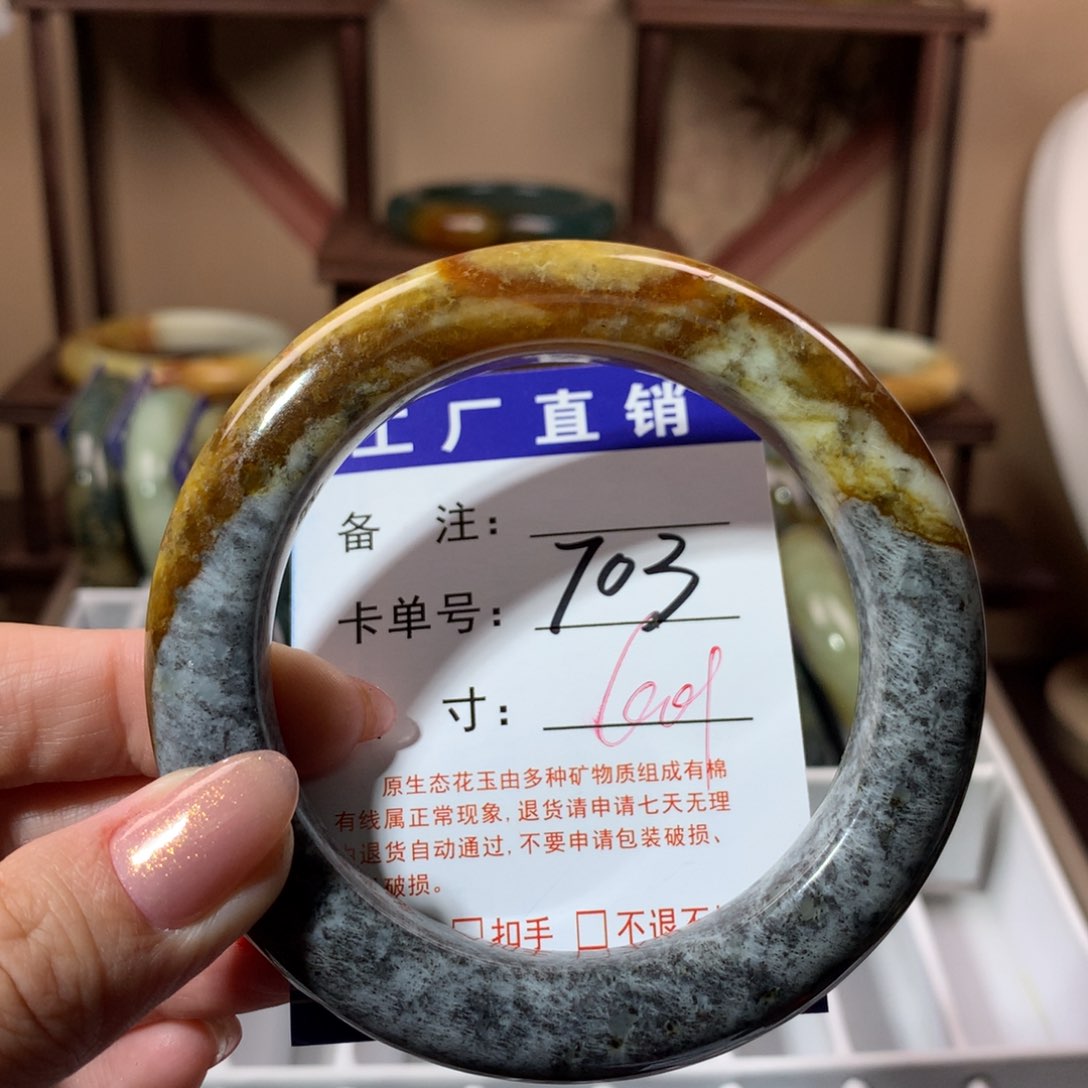 工厂直销
备 注:
卡单号: 703
寸:
原生态花玉由多种矿物质组成有棉
有线属正常现象,退货请申请七天无理
退货自动通过,不要申请包装破损、
破损。
□扣手 □不退不